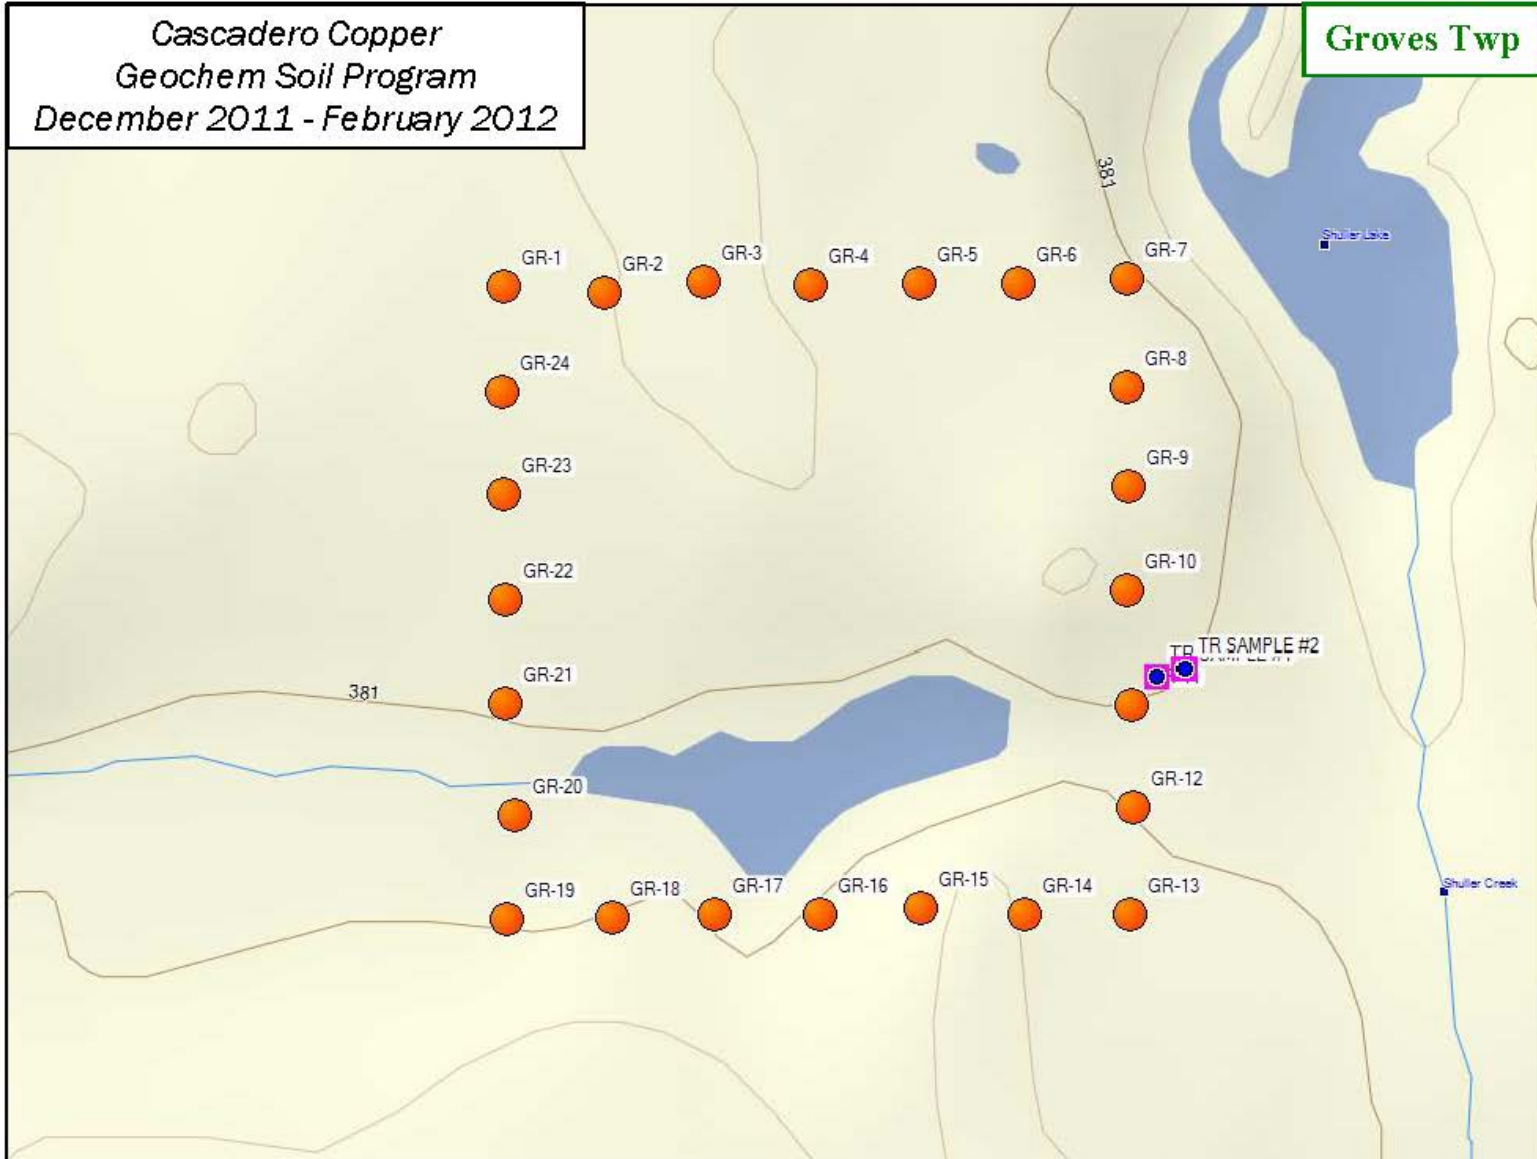 Cascadero Copper
Geochem Soil Program
December 2011 - February 2012
Groves Twp
381
Shuller Lake
GR-1
GR-2
GR-3
GR-4
GR-5
GR-6
GR-7
GR-24
GR-8
GR-23
GR-9
GR-22
GR-10
TR SAMPLE #2
TR
GR-21
381
GR-20
GR-12
GR-19
GR-18
GR-17
GR-16
GR-15
GR-14
GR-13
Shuller Creek